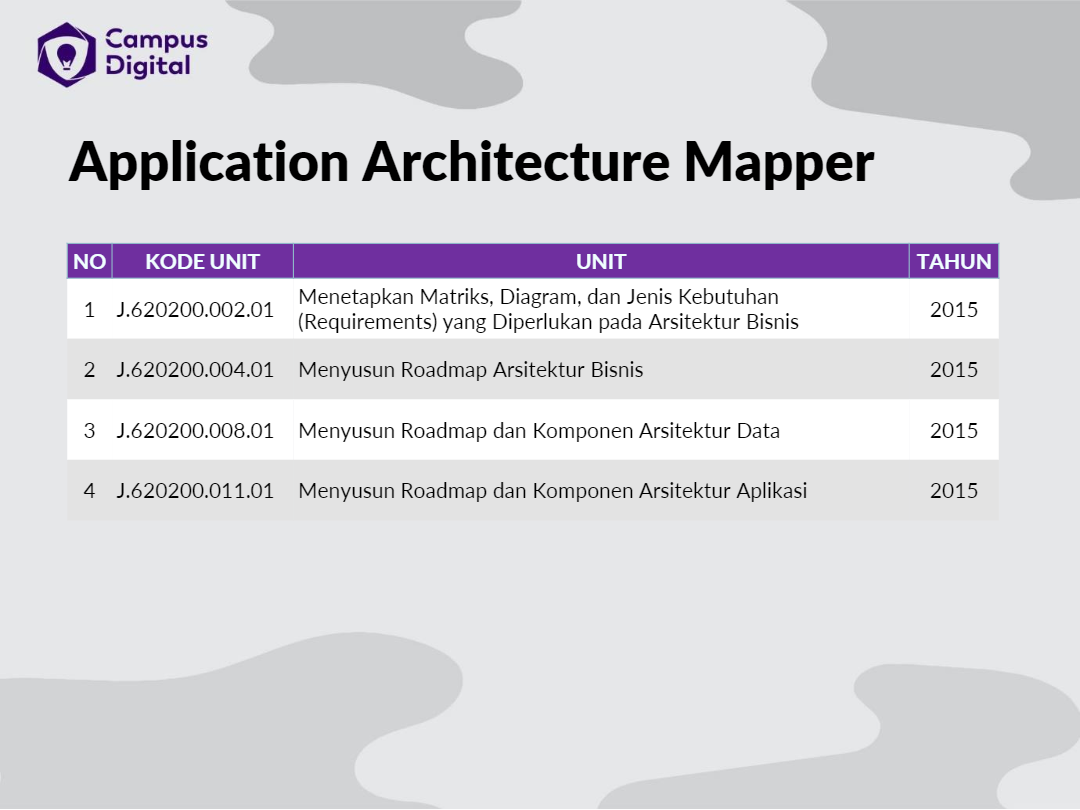 Campus
Digital
Application Architecture Mapper
NO KODE UNIT UNIT TAHUN
1 J.620200.002.01 Menetapkan Matriks, Diagram, dan Jenis Kebutuhan
(Requirements) yang Diperlukan pada Arsitektur Bisnis 2015
2 J.620200.004.01 Menyusun Roadmap Arsitektur Bisnis 2015
3 J.620200.008.01 Menyusun Roadmap dan Komponen Arsitektur Data 2015
4 J.620200.011.01 Menyusun Roadmap dan Komponen Arsitektur Aplikasi 2015